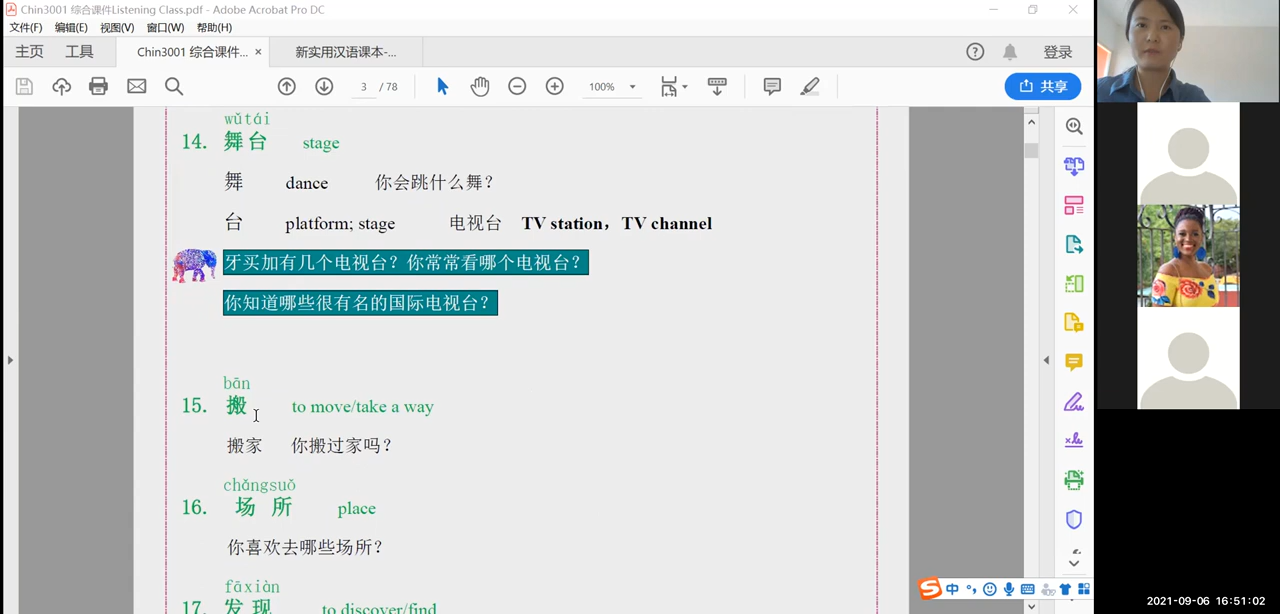 Chin3001 综合课件Listening Class.pdf - Adobe Acrobat Pro DC
文件(F) 编辑(E) 视图(V) 窗口(W) 帮助(H)
主页 工具 Chin3001 综合课件... × 新实用汉语课本-... 登录
3 / 78 100% 共享
wǔtái
14. 舞台 stage
舞 dance 你会跳什么舞？
台 platform; stage 电视台 TV station，TV channel
牙买加有几个电视台？你常常看哪个电视台？
你知道哪些很有名的国际电视台？
bān
15. 搬 to move/take a way
搬家 你搬过家吗？
chǎngsuǒ
16. 场所 place
你喜欢去哪些场所？
fāxiàn
17. 发现 to discover/find
中
2021-09-06 16:51:02